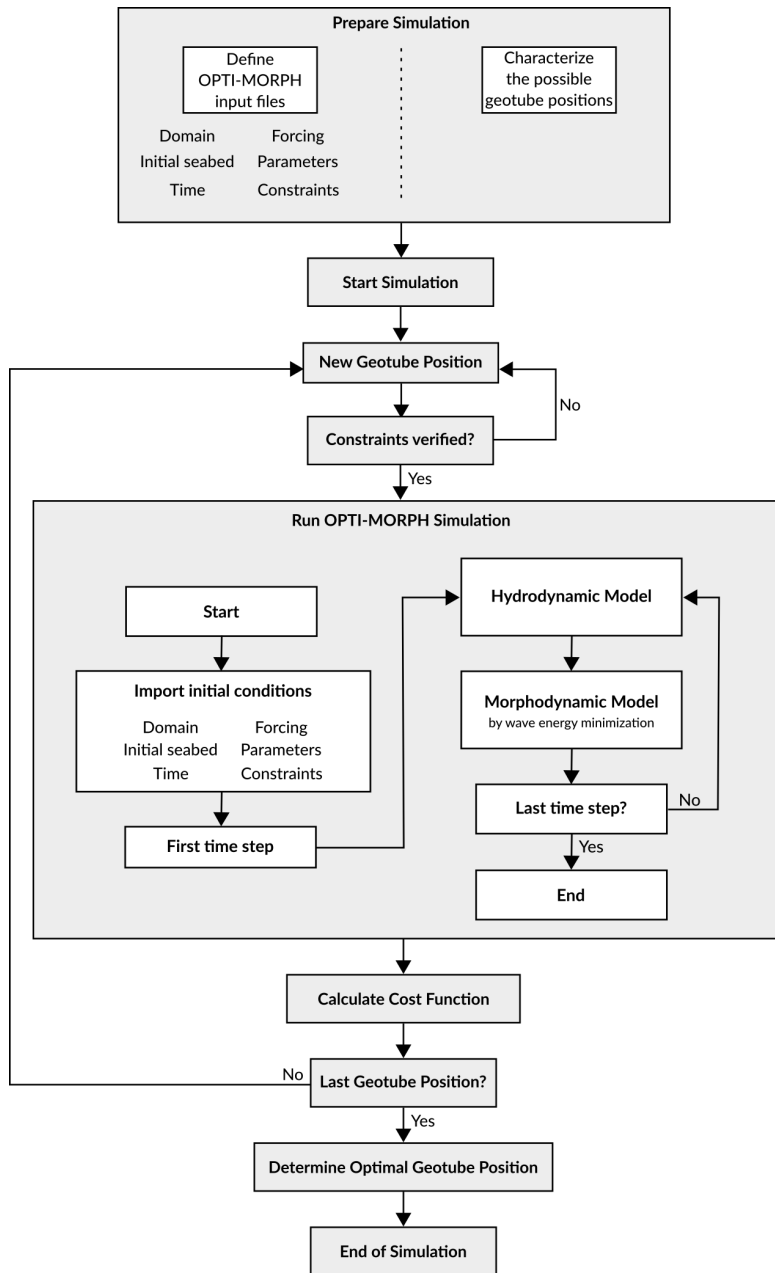 Prepare Simulation
Define
OPTI-MORPH
input files
Characterize
the possible
geotube positions
Domain Forcing
Initial seabed Parameters
Time Constraints
Start Simulation
New Geotube Position
No
Constraints verified?
Yes
Run OPTI-MORPH Simulation
Start
Import initial conditions
Domain Forcing
Initial seabed Parameters
Time Constraints
First time step
Hydrodynamic Model
Morphodynamic Model
by wave energy minimization
Last time step?
No
Yes
End
Calculate Cost Function
No
Last Geotube Position?
Yes
Determine Optimal Geotube Position
End of Simulation